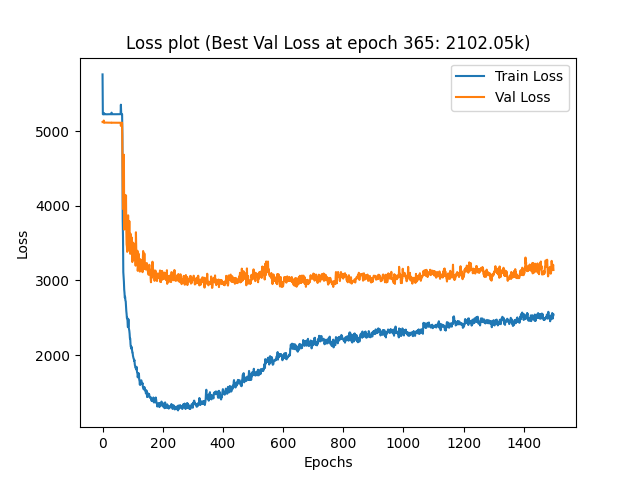 Loss plot (Best Val Loss at epoch 365: 2102.05k)
Train Loss
Val Loss
5000
4000
3000
2000
Loss
0 200 400 600 800 1000 1200 1400
Epochs